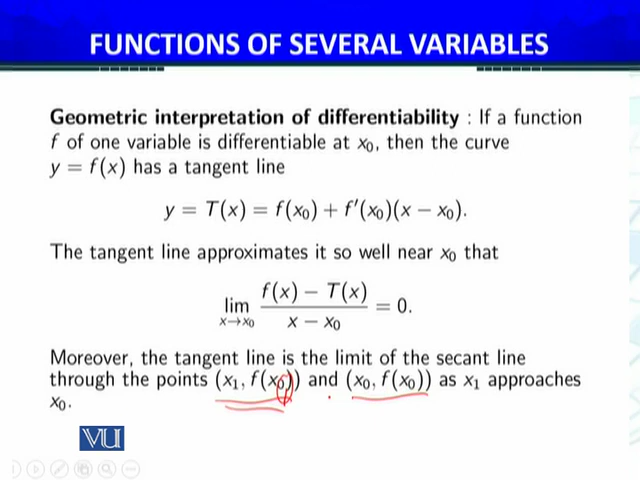 FUNCTIONS OF SEVERAL VARIABLES
Geometric interpretation of differentiability : If a function
f of one variable is differentiable at x₀, then the curve
y = f(x) has a tangent line
y = T(x) = f(x₀) + f′(x₀)(x − x₀).
The tangent line approximates it so well near x₀ that
lim x→x₀ f(x) − T(x) / x − x₀ = 0.
Moreover, the tangent line is the limit of the secant line
through the points (x₁, f(x₀)) and (x₀, f(x₀)) as x₁ approaches
x₀.
VU